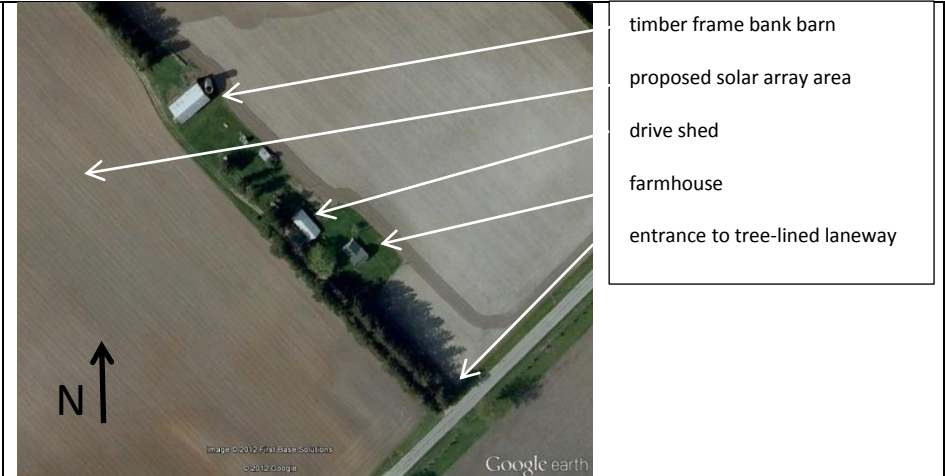 timber frame bank barn
proposed solar array area
drive shed
farmhouse
entrance to tree-lined laneway
N
Image © 2012 First Base Solutions
© 2012 Google
Google earth